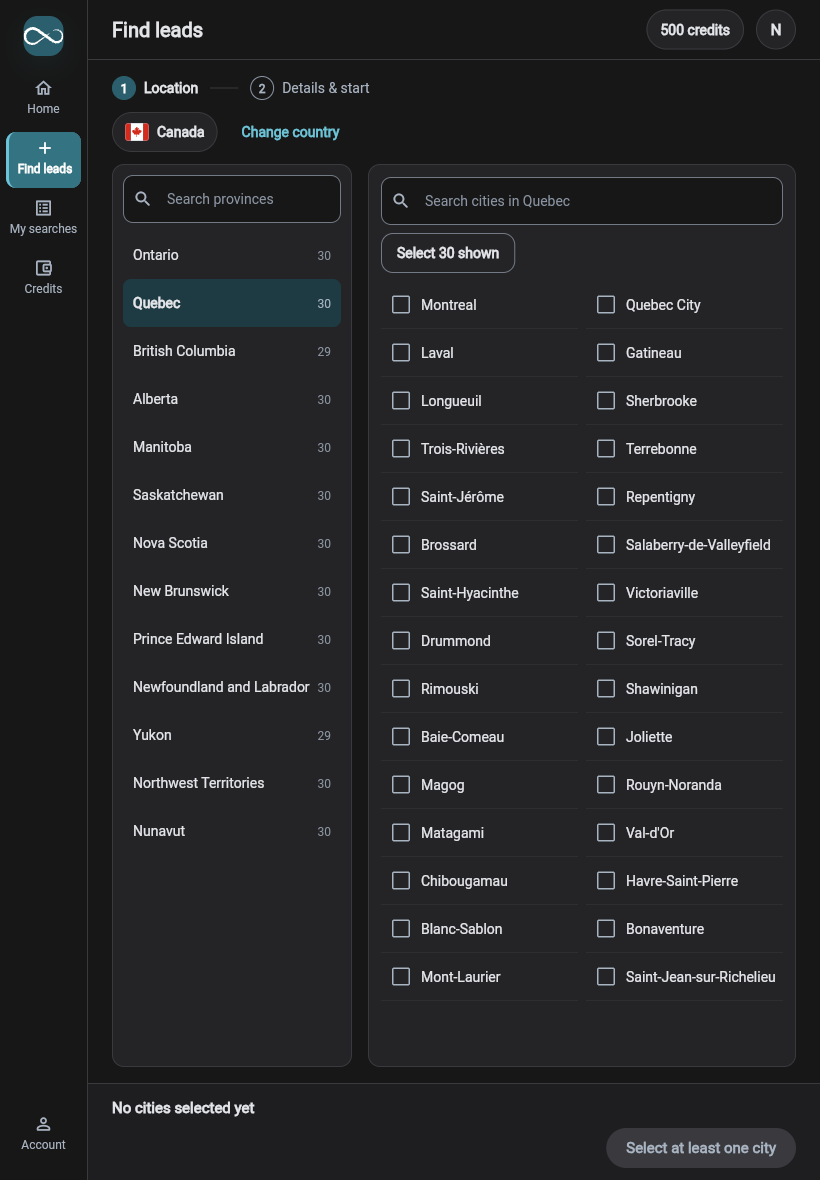 Find leads
500 credits
N
Home
Find leads
My searches
Credits
Account
1 Location
2 Details & start
Canada
Change country
Search provinces
Ontario 30
Quebec 30
British Columbia 29
Alberta 30
Manitoba 30
Saskatchewan 30
Nova Scotia 30
New Brunswick 30
Prince Edward Island 30
Newfoundland and Labrador 30
Yukon 29
Northwest Territories 30
Nunavut 30
Search cities in Quebec
Select 30 shown
Montreal
Quebec City
Laval
Gatineau
Longueuil
Sherbrooke
Trois-Rivières
Terrebonne
Saint-Jérôme
Repentigny
Brossard
Salaberry-de-Valleyfield
Saint-Hyacinthe
Victoriaville
Drummond
Sorel-Tracy
Rimouski
Shawinigan
Baie-Comeau
Joliette
Magog
Rouyn-Noranda
Matagami
Val-d'Or
Chibougamau
Havre-Saint-Pierre
Blanc-Sablon
Bonaventure
Mont-Laurier
Saint-Jean-sur-Richelieu
No cities selected yet
Select at least one city